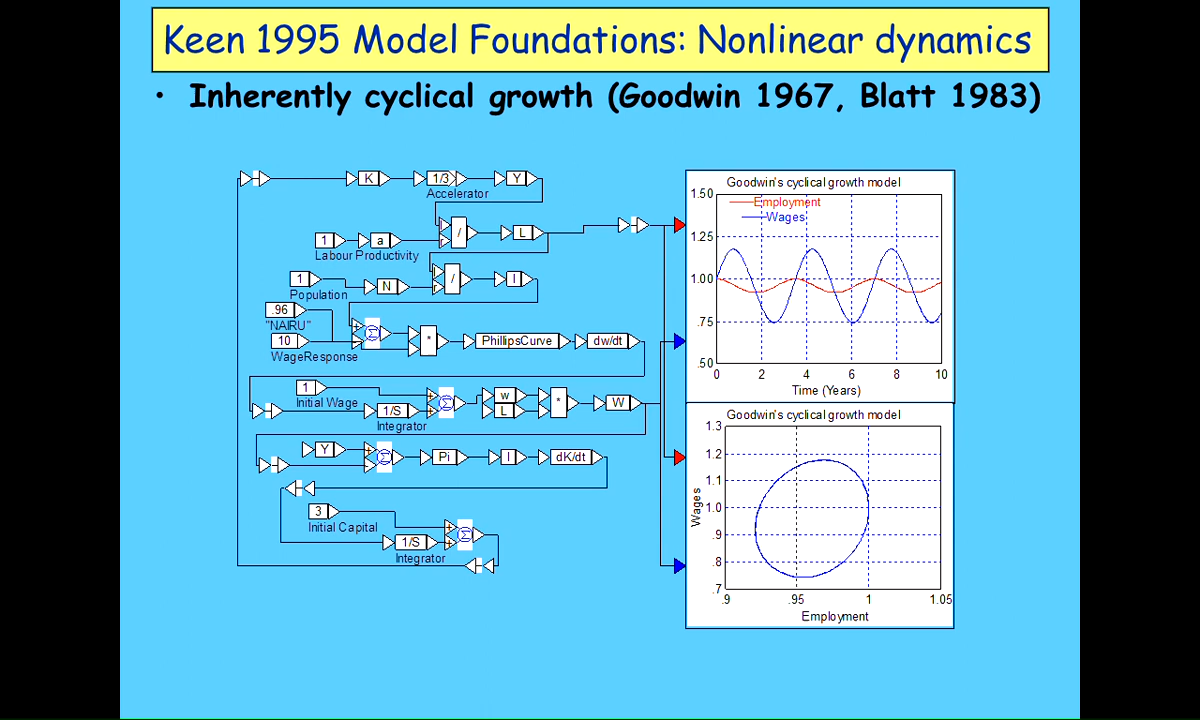 Keen 1995 Model Foundations: Nonlinear dynamics
• Inherently cyclical growth (Goodwin 1967, Blatt 1983)
K 1/3 Y
Accelerator
/ L
1 a
Labour Productivity
l
r
/ I
1 N
Population
l
r
.96
"NAIRU"
10
WageResponse
+ Σ - * PhillipsCurve dw/dt
1
Initial Wage
1/S
Integrator
+ Σ + w L * W
Y + Σ - Pi I dK/dt
3
Initial Capital
1/S
Integrator
+ Σ +
Goodwin's cyclical growth model
Employment
Wages
1.50
1.25
1.00
.75
.50
0 2 4 6 8 10
Time (Years)
Goodwin's cyclical growth model
1.3
1.2
1.1
1.0
.9
.8
.7
Wages
.9 .95 1 1.05
Employment